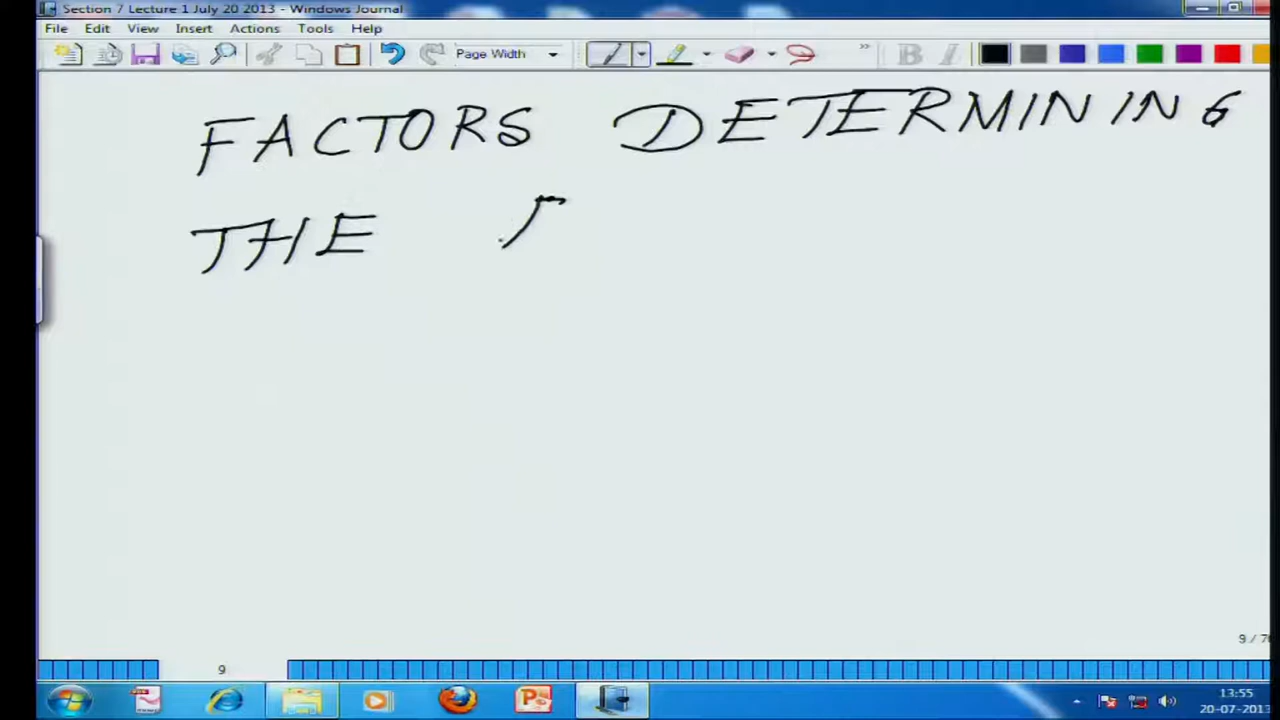 Section 7 Lecture 1 July 20 2013 - Windows Journal
File Edit View Insert Actions Tools Help
Page Width
FACTORS DETERMINING
THE
9 / 70
9
13:55
20-07-2013